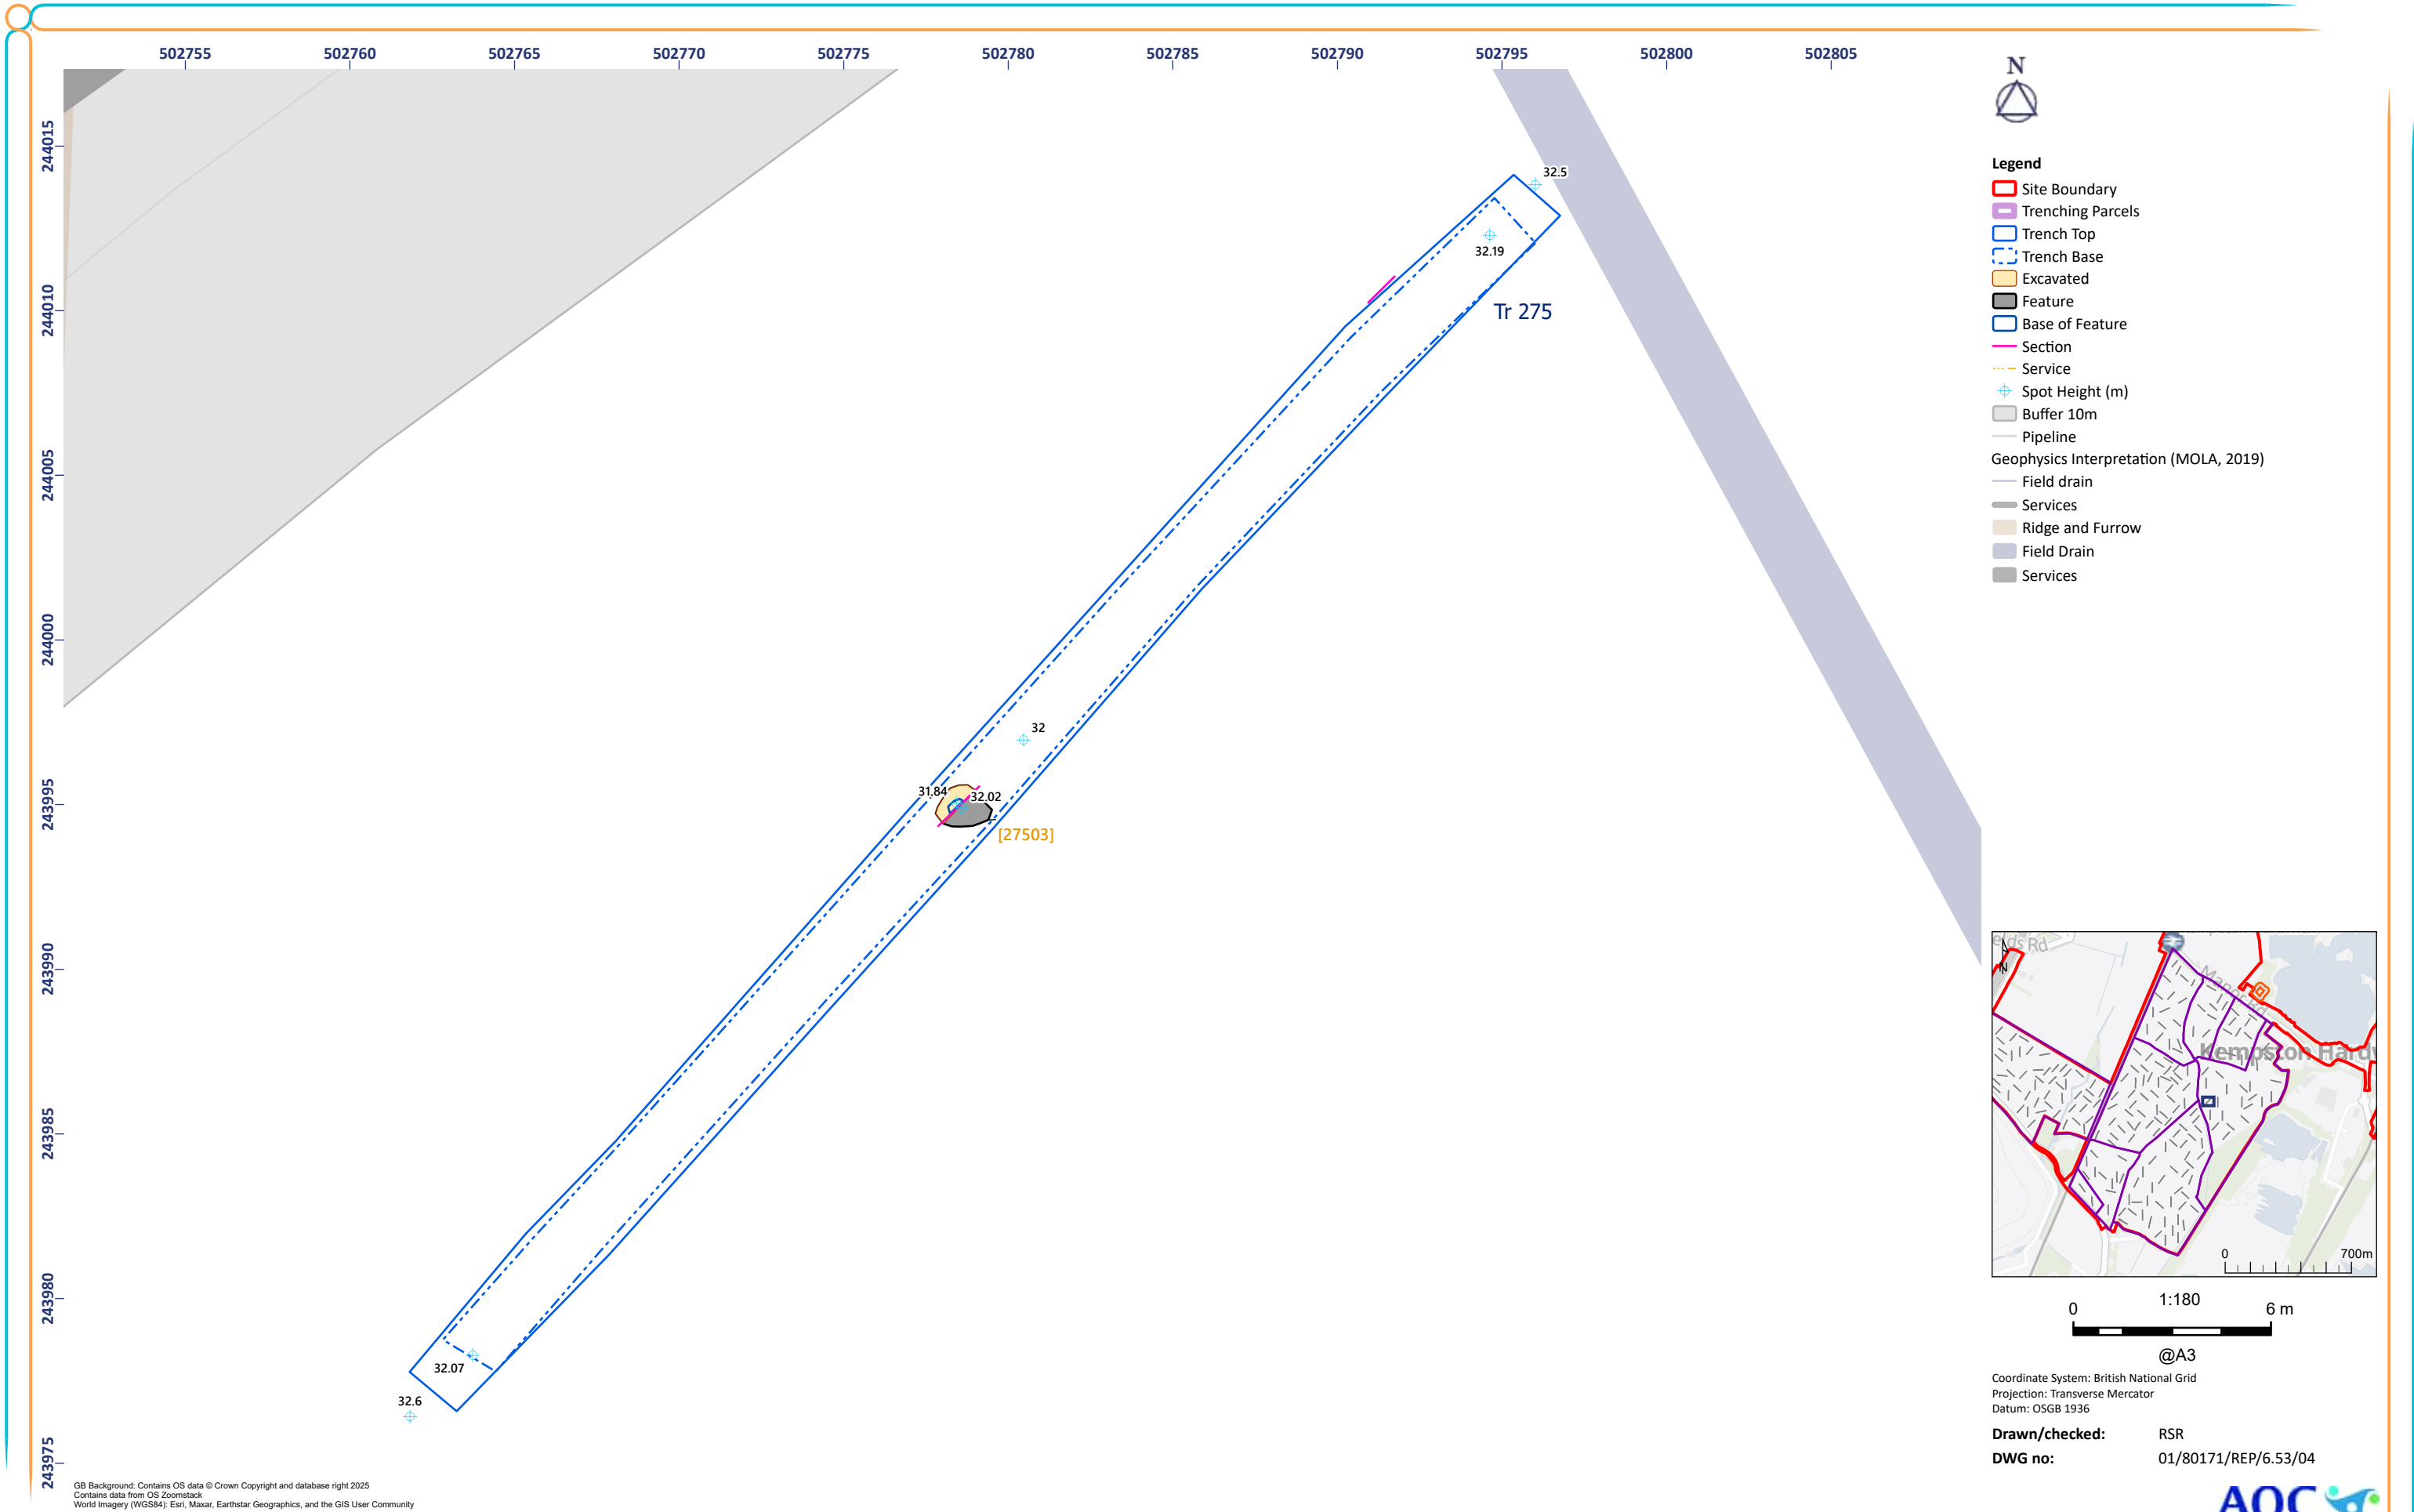 502755 502760 502765 502770 502775 502780 502785 502790 502795 502800 502805
244015
244010
244005
244000
243995
243990
243985
243980
243975
32.5
32.19
Tr 275
32
31.84
32.02
[27503]
32.07
32.6
N
Legend
Site Boundary
Trenching Parcels
Trench Top
Trench Base
Excavated
Feature
Base of Feature
Section
Service
Spot Height (m)
Buffer 10m
Pipeline
Geophysics Interpretation (MOLA, 2019)
Field drain
Services
Ridge and Furrow
Field Drain
Services
Rd
N
Manor Rd
Kempston
0 700m
1:180
0 6 m
@A3
Coordinate System: British National Grid
Projection: Transverse Mercator
Datum: OSGB 1936
Drawn/checked: RSR
DWG no: 01/80171/REP/6.53/04
AOC
GB Background: Contains OS data © Crown Copyright and database right 2025
Contains data from OS Zoomstack
World Imagery (WGS84): Esri, Maxar, Earthstar Geographics, and the GIS User Community